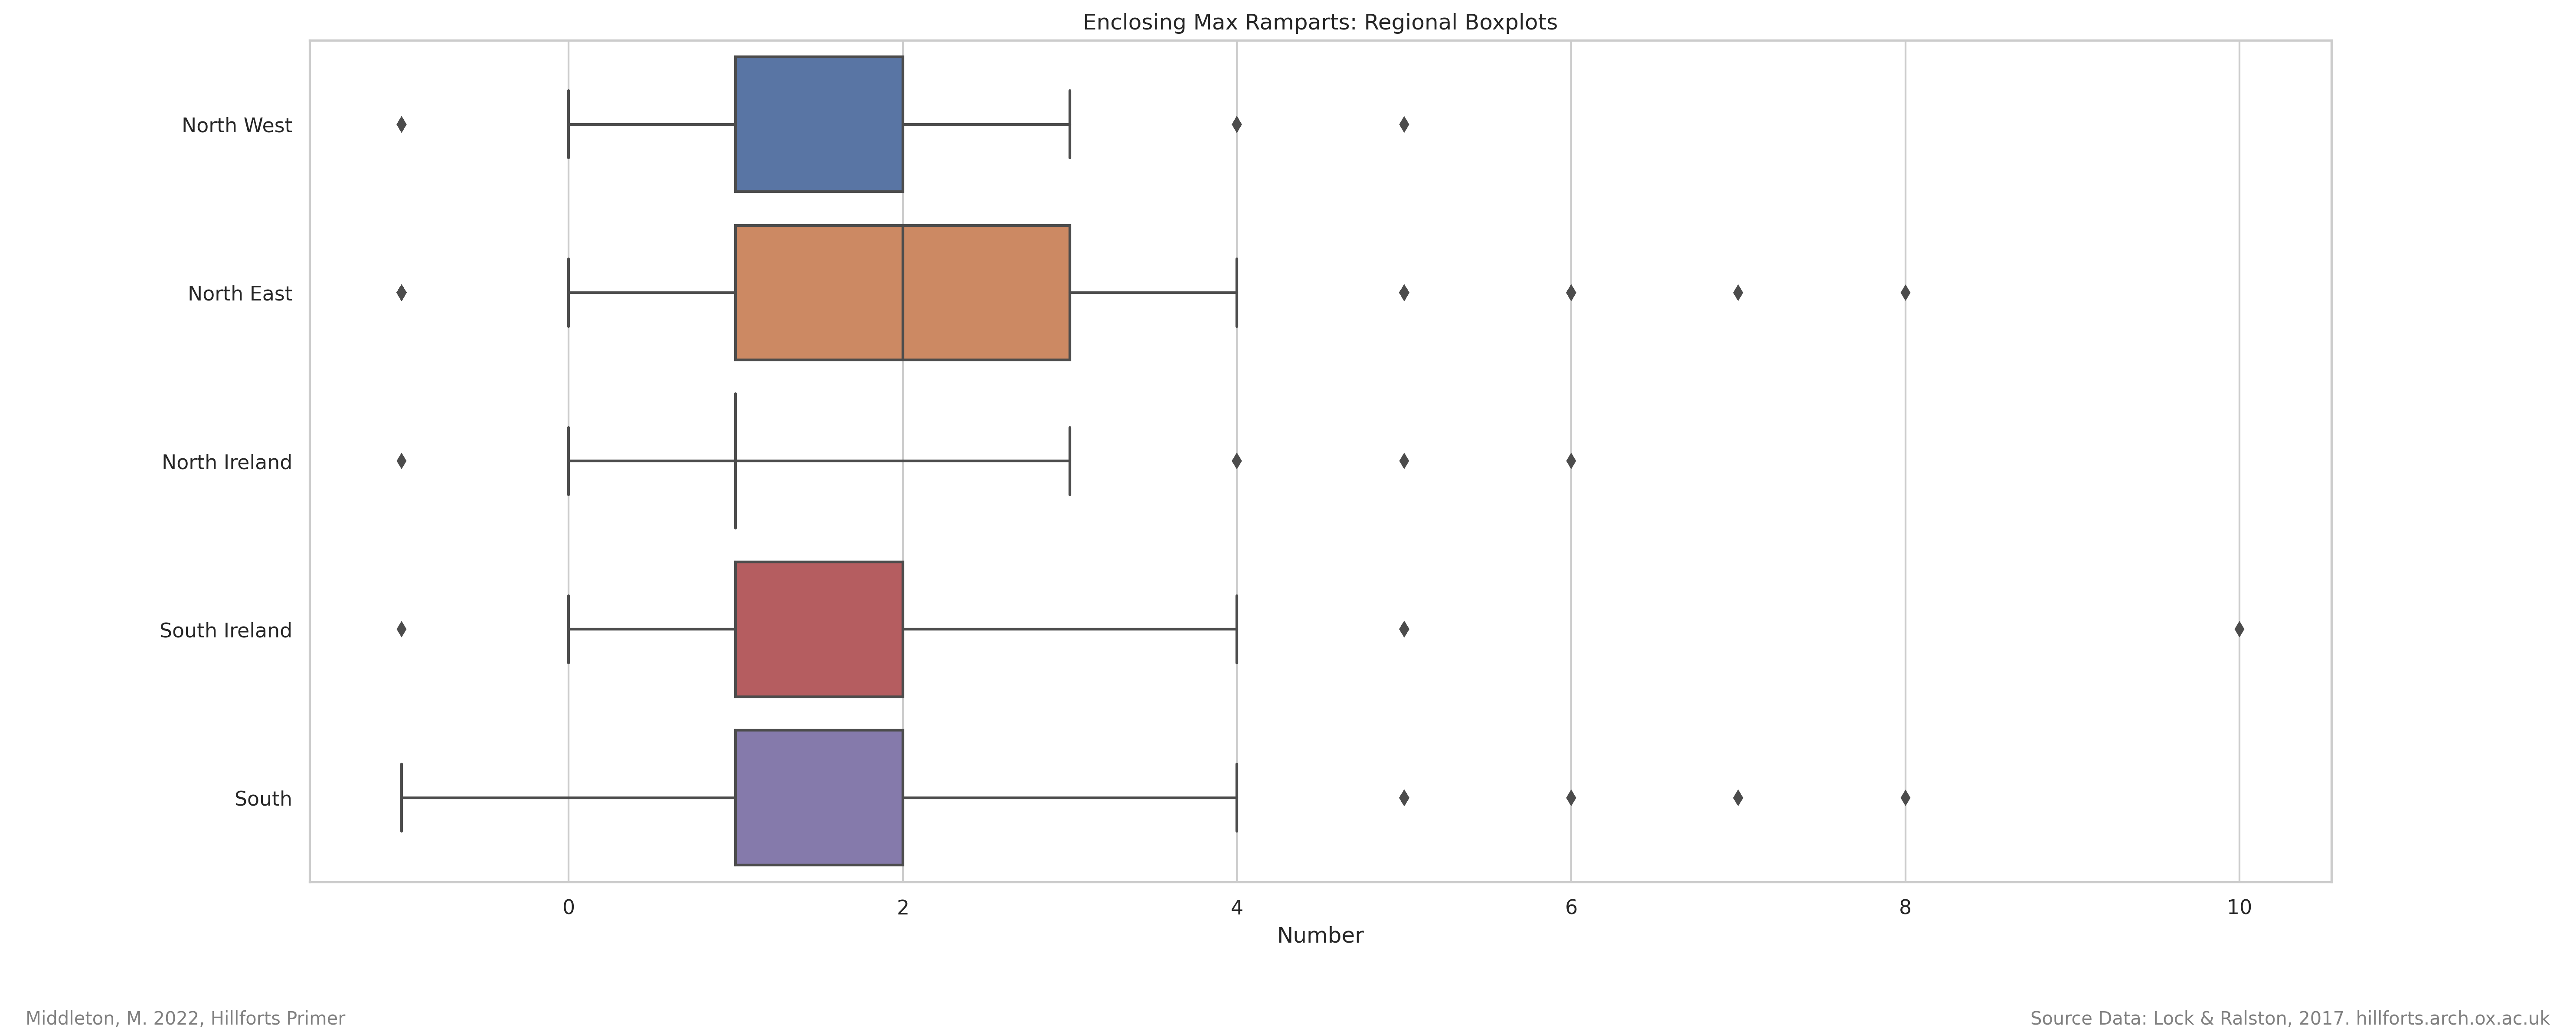 Enclosing Max Ramparts: Regional Boxplots
North West
North East
North Ireland
South Ireland
South
0 2 4 6 8 10
Number
Middleton, M. 2022, Hillforts Primer
Source Data: Lock & Ralston, 2017. hillforts.arch.ox.ac.uk